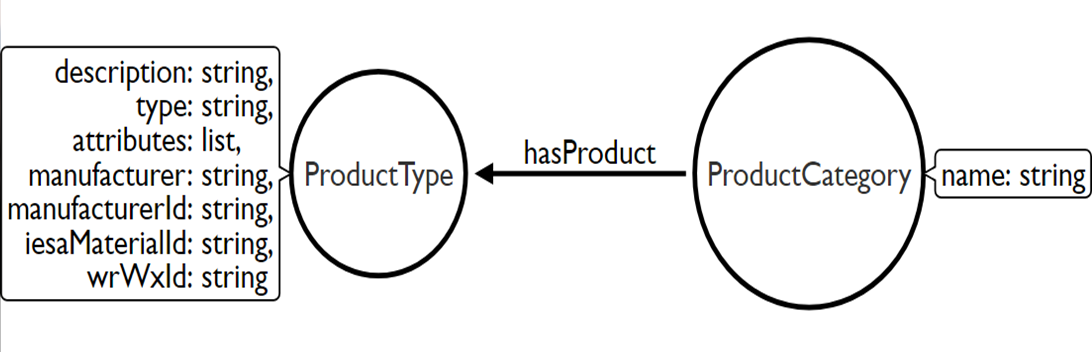 description: string,
type: string,
attributes: list,
manufacturer: string,
manufacturerId: string,
iesaMaterialId: string,
wrWxId: string
ProductType
hasProduct
ProductCategory
name: string